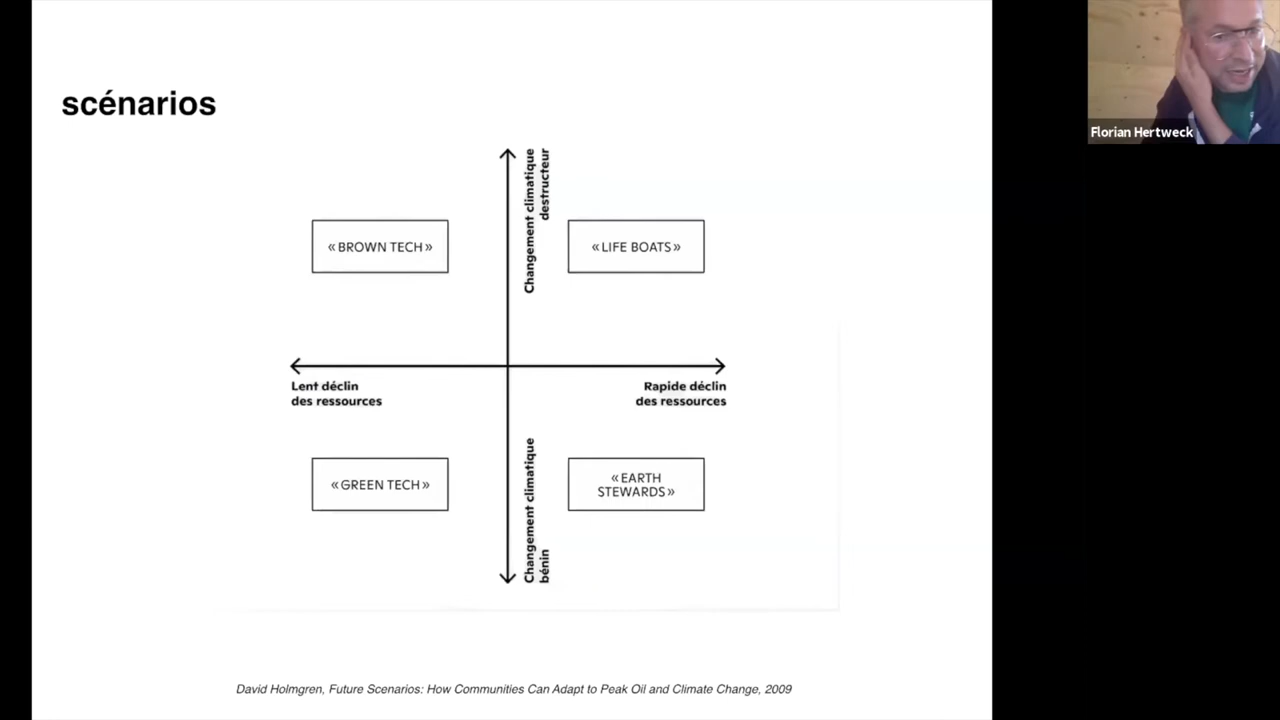 scénarios
Florian Hertweck
Changement climatique
destructeur
«BROWN TECH»
«LIFE BOATS»
Lent déclin
des ressources
Rapide déclin
des ressources
Changement climatique
bénin
«GREEN TECH»
«EARTH
STEWARDS»
David Holmgren, Future Scenarios: How Communities Can Adapt to Peak Oil and Climate Change, 2009